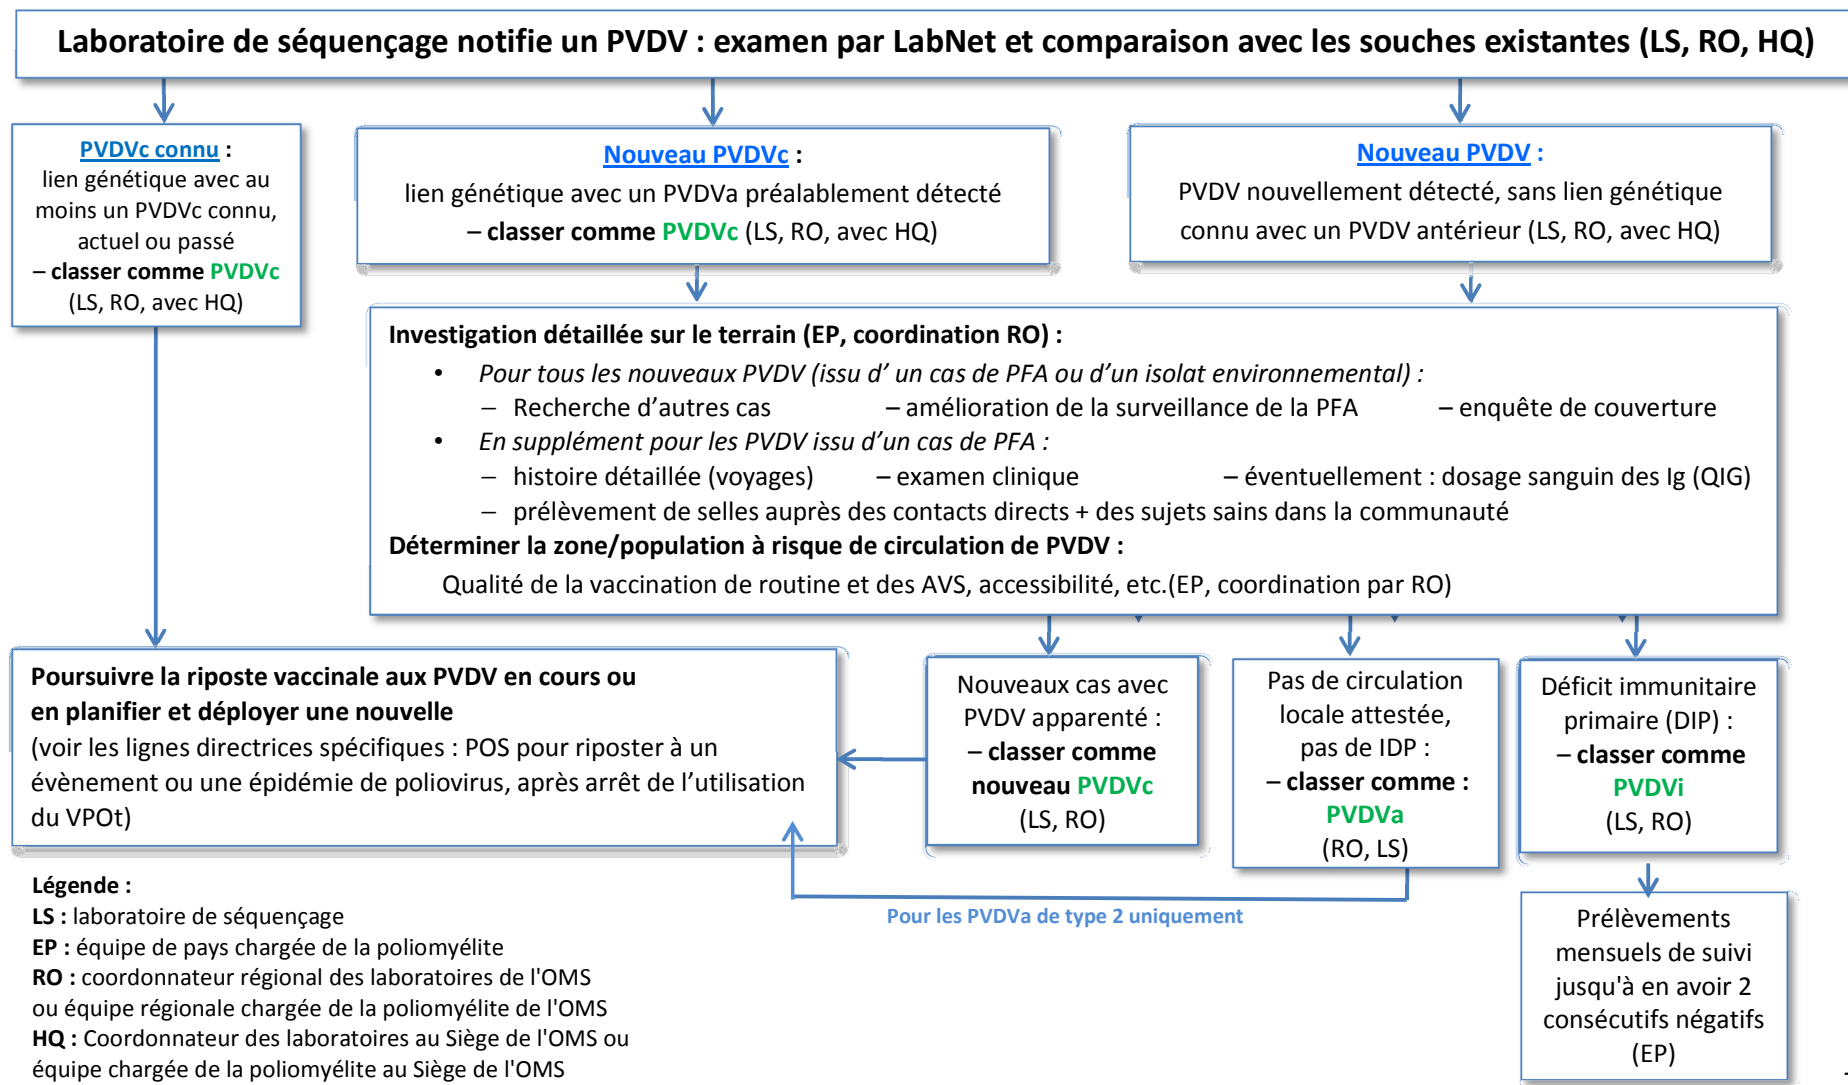 Laboratoire de séquençage notifie un PVDV : examen par LabNet et comparaison avec les souches existantes (LS, RO, HQ)
PVDVc connu :
lien génétique avec au
moins un PVDVc connu,
actuel ou passé
– classer comme PVDVc
(LS, RO, avec HQ)
Nouveau PVDVc :
lien génétique avec un PVDVa préalablement détecté
– classer comme PVDVc (LS, RO, avec HQ)
Nouveau PVDV :
PVDV nouvellement détecté, sans lien génétique
connu avec un PVDV antérieur (LS, RO, avec HQ)
Investigation détaillée sur le terrain (EP, coordination RO) :
• Pour tous les nouveaux PVDV (issu d' un cas de PFA ou d'un isolat environnemental) :
– Recherche d'autres cas – amélioration de la surveillance de la PFA – enquête de couverture
• En supplément pour les PVDV issu d'un cas de PFA :
– histoire détaillée (voyages) – examen clinique – éventuellement : dosage sanguin des Ig (QIG)
– prélèvement de selles auprès des contacts directs + des sujets sains dans la communauté
Déterminer la zone/population à risque de circulation de PVDV :
Qualité de la vaccination de routine et des AVS, accessibilité, etc.(EP, coordination par RO)
Poursuivre la riposte vaccinale aux PVDV en cours ou
en planifier et déployer une nouvelle
(voir les lignes directrices spécifiques : POS pour riposter à un
évènement ou une épidémie de poliovirus, après arrêt de l'utilisation
du VPOt)
Nouveaux cas avec
PVDV apparenté :
– classer comme
nouveau PVDVc
(LS, RO)
Pas de circulation
locale attestée,
pas de IDP :
– classer comme :
PVDVa
(RO, LS)
Déficit immunitaire
primaire (DIP) :
– classer comme
PVDVi
(LS, RO)
Pour les PVDVa de type 2 uniquement
Prélèvements
mensuels de suivi
jusqu'à en avoir 2
consécutifs négatifs
(EP)
Légende :
LS : laboratoire de séquençage
EP : équipe de pays chargée de la poliomyélite
RO : coordonnateur régional des laboratoires de l'OMS
ou équipe régionale chargée de la poliomyélite de l'OMS
HQ : Coordonnateur des laboratoires au Siège de l'OMS ou
équipe chargée de la poliomyélite au Siège de l'OMS